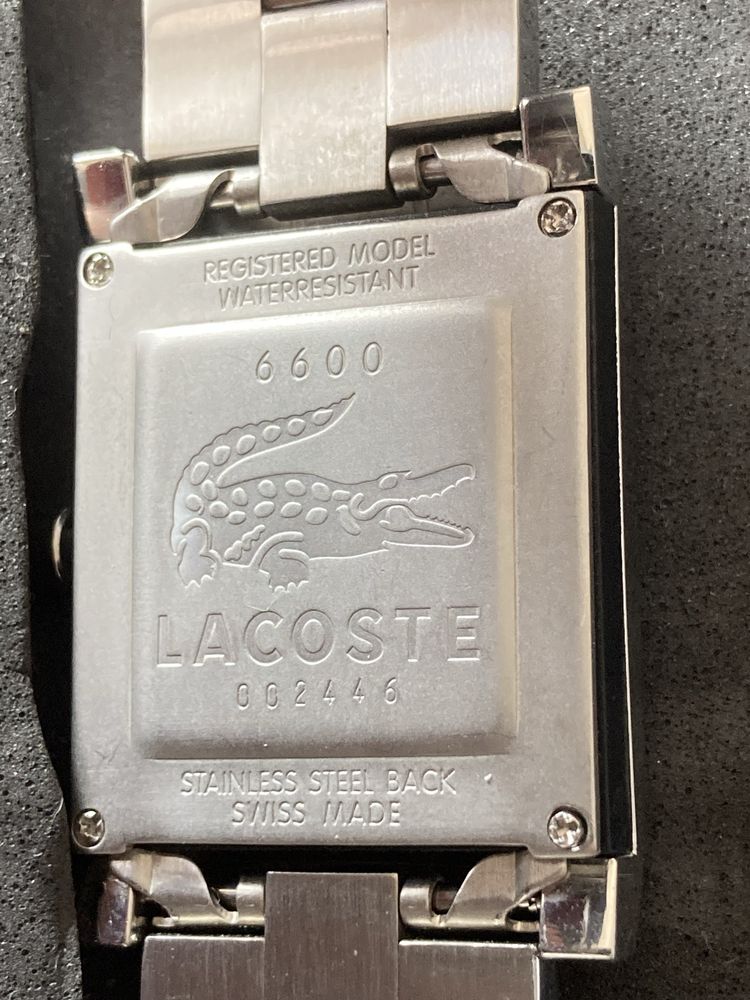 REGISTERED MODEL
WATERRESISTANT
6600
LACOSTE
002446
STAINLESS STEEL BACK
SWISS MADE